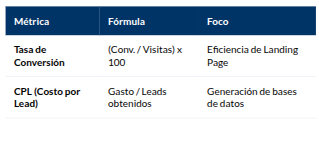 Métrica Fórmula Foco
Tasa de (Conv. / Visitas) x Eficiencia de Landing
Conversión 100 Page
CPL (Costo por Gasto / Leads Generación de bases
Lead) obtenidos de datos